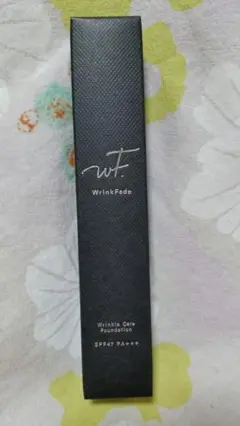 WF.
WrinkFade
Wrinkle Care
Foundation
SPF47 PA+++